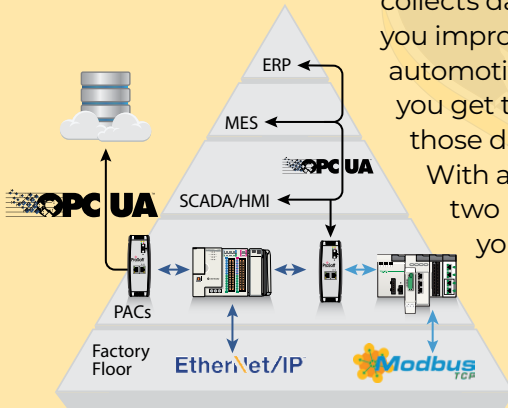 collects da
you improv
automoti
you get t
those da
With a
two
yo
ERP
MES
OPC UA
SCADA/HMI
OPC UA
PACs
Factory
Floor
EtherNet/IP
Modbus
TCP